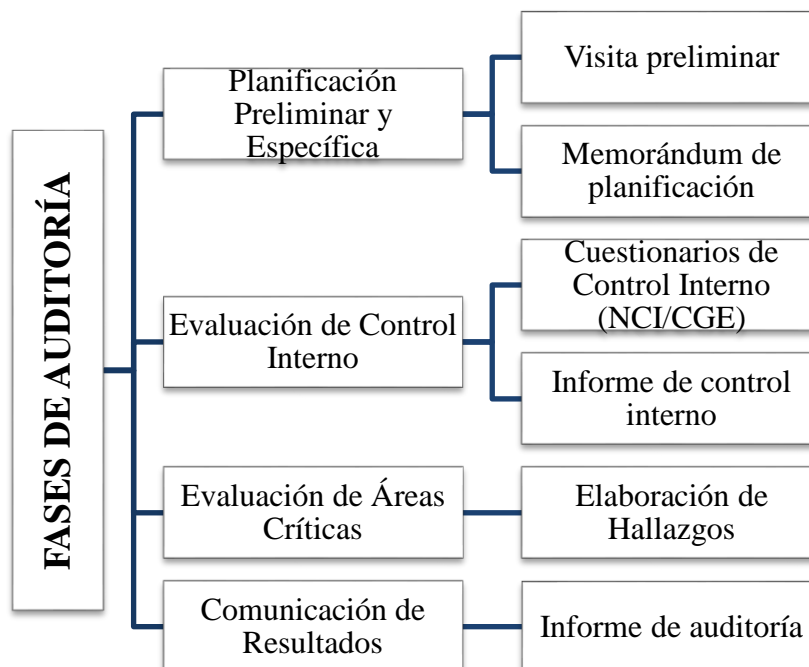 FASES DE AUDITORÍA
Planificación
Preliminar y
Específica
Visita preliminar
Memorándum de
planificación
Evaluación de Control
Interno
Cuestionarios de
Control Interno
(NCI/CGE)
Informe de control
interno
Evaluación de Áreas
Críticas
Elaboración de
Hallazgos
Comunicación de
Resultados
Informe de auditoría